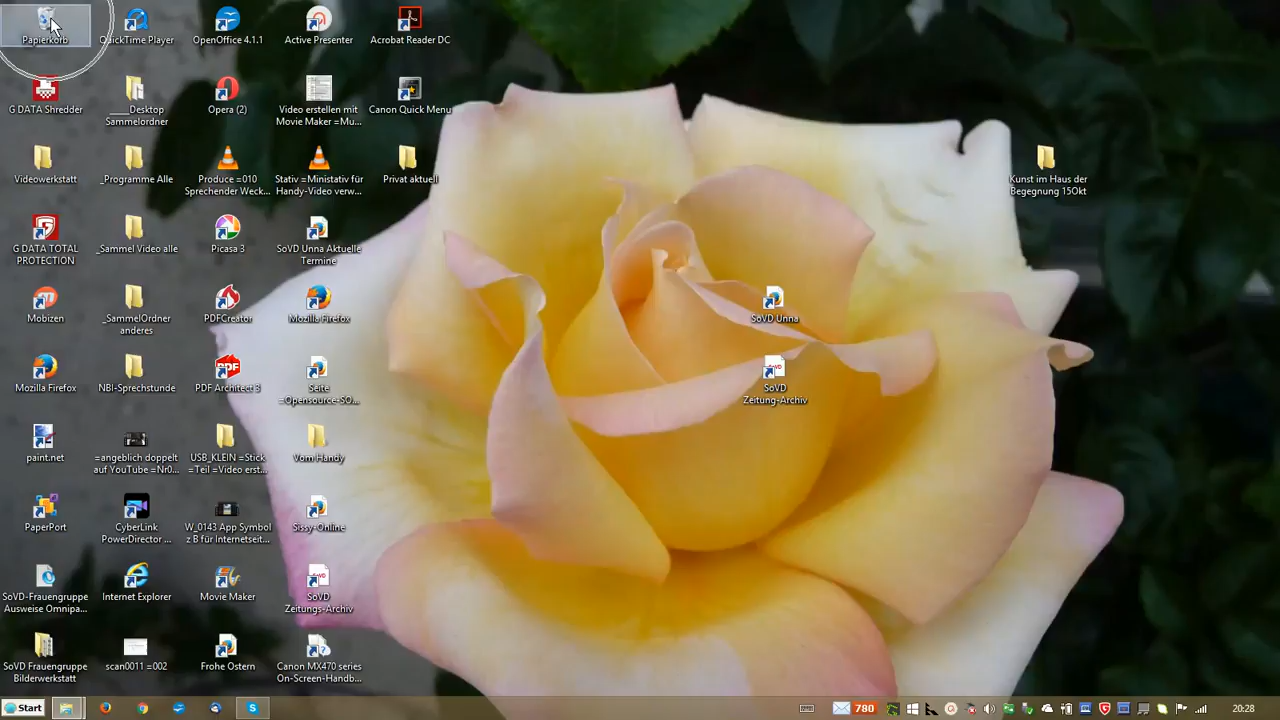 Papierkorb
QuickTime Player
OpenOffice 4.1.1
Active Presenter
Acrobat Reader DC
G DATA Shredder
____Desktop
Sammelordner
Opera (2)
Video erstellen mit
Movie Maker =Mu...
Canon Quick Menu
Videowerkstatt
_Programme Alle
Produce =010
Sprechender Weck...
Stativ =Ministativ für
Handy-Video verw...
Privat aktuell
Kunst im Haus der
Begegnung 15Okt
G DATA TOTAL
PROTECTION
_Sammel Video alle
Picasa 3
SoVD Unna Aktuelle
Termine
Mobizen
_SammelOrdner
anderes
PDFCreator
Mozilla Firefox
SoVD Unna
Mozilla Firefox
NBI-Sprechstunde
PDF Architect 3
Seite
=Opensource-SO...
SoVD
Zeitung-Archiv
paint.net
=angeblich doppelt
auf YouTube =Nr0...
USB_KLEIN =Stick
=Teil =Video erst...
Vom Handy
PaperPort
CyberLink
PowerDirector ...
W_0143 App Symbol
z B für Internetseit...
Sissy-Online
SoVD-Frauengruppe
Ausweise Omnipa...
Internet Explorer
Movie Maker
SoVD
Zeitungs-Archiv
SoVD Frauengruppe
Bilderwerkstatt
scan0011 =002
Frohe Ostern
Canon MX470 series
On-Screen-Handb...
Start
780
20:28